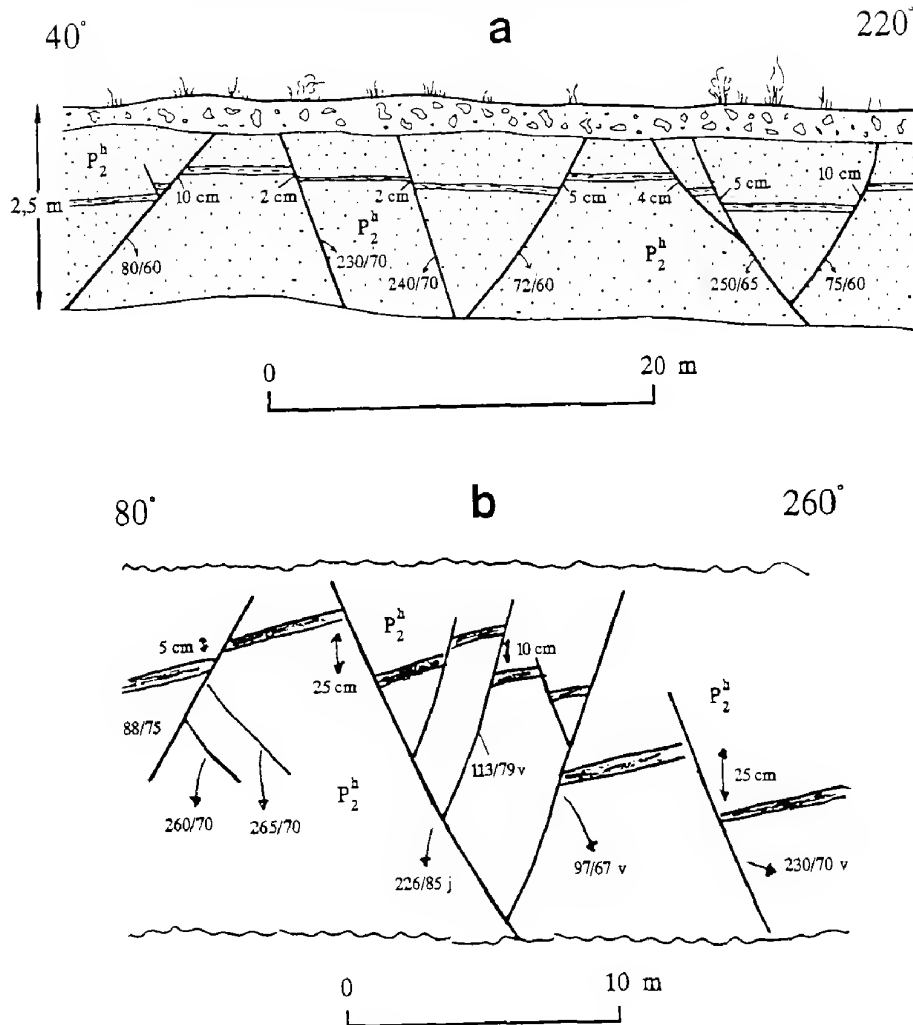 40°
a
220°
P₂ʰ
2,5 m
10 cm
2 cm
2 cm
5 cm
4 cm
5 cm
10 cm
P₂ʰ
P₂ʰ
80/60
230/70
240/70
72/60
250/65
75/60
0
20 m
80°
b
260°
P₂ʰ
5 cm
10 cm
25 cm
P₂ʰ
25 cm
88/75
113/79 v
P₂ʰ
260/70
265/70
226/85 j
97/67 v
230/70 v
0
10 m